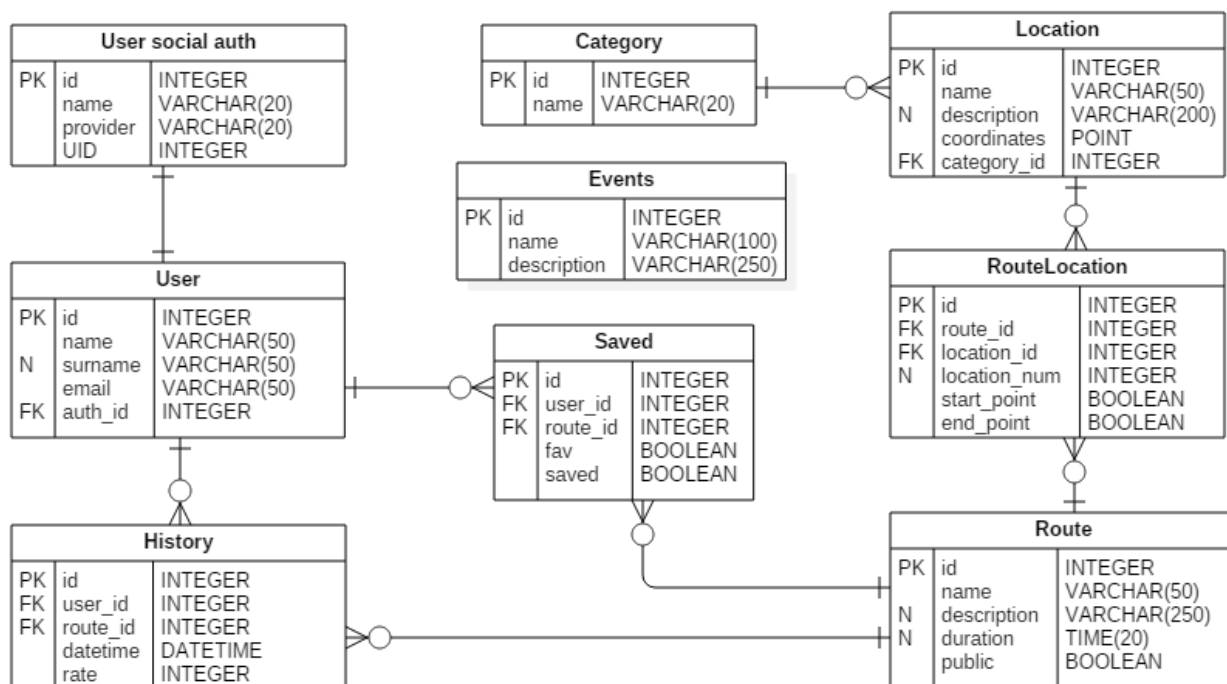 User social auth
PK id INTEGER
name VARCHAR(20)
provider VARCHAR(20)
UID INTEGER
Category
PK id INTEGER
name VARCHAR(20)
Location
PK id INTEGER
name VARCHAR(50)
N description VARCHAR(200)
coordinates POINT
FK category_id INTEGER
Events
PK id INTEGER
name VARCHAR(100)
description VARCHAR(250)
User
PK id INTEGER
name VARCHAR(50)
N surname VARCHAR(50)
email VARCHAR(50)
FK auth_id INTEGER
Saved
PK id INTEGER
FK user_id INTEGER
FK route_id INTEGER
fav BOOLEAN
saved BOOLEAN
RouteLocation
PK id INTEGER
FK route_id INTEGER
FK location_id INTEGER
N location_num INTEGER
start_point BOOLEAN
end_point BOOLEAN
History
PK id INTEGER
FK user_id INTEGER
FK route_id INTEGER
datetime DATETIME
rate INTEGER
Route
PK id INTEGER
name VARCHAR(50)
N description VARCHAR(250)
N duration TIME(20)
public BOOLEAN